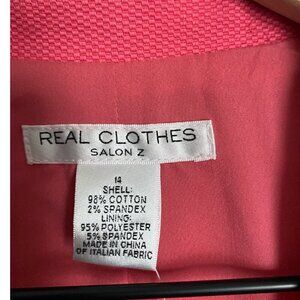 REAL CLOTHES
SALON Z
14
SHELL:
98% COTTON
2% SPANDEX
LINING:
95% POLYESTER
5% SPANDEX
MADE IN CHINA
OF ITALIAN FABRIC